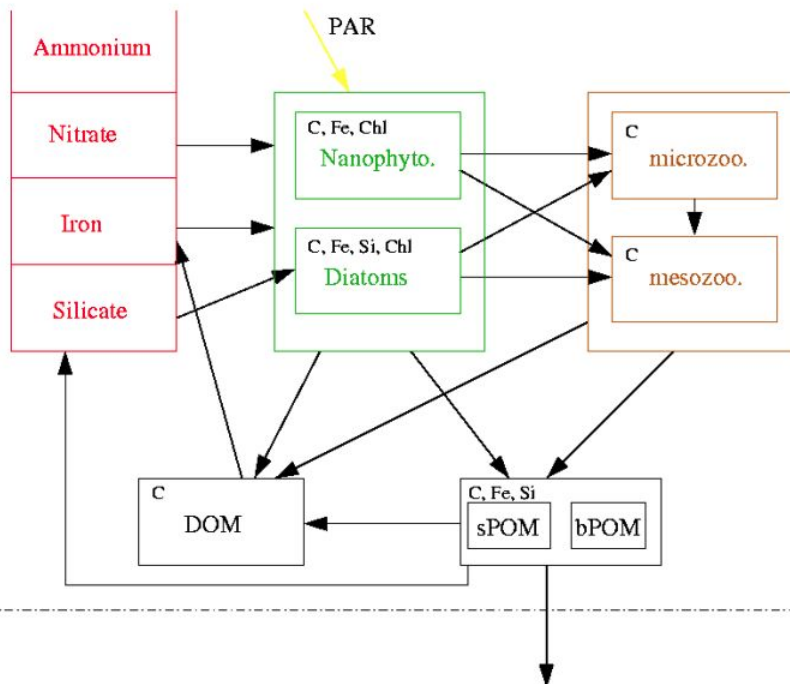 PAR
Ammonium
Nitrate
Iron
Silicate
C, Fe, Chl
Nanophyto.
C, Fe, Si, Chl
Diatoms
C
microzoo.
C
mesozoo.
C
DOM
C, Fe, Si
sPOM
bPOM